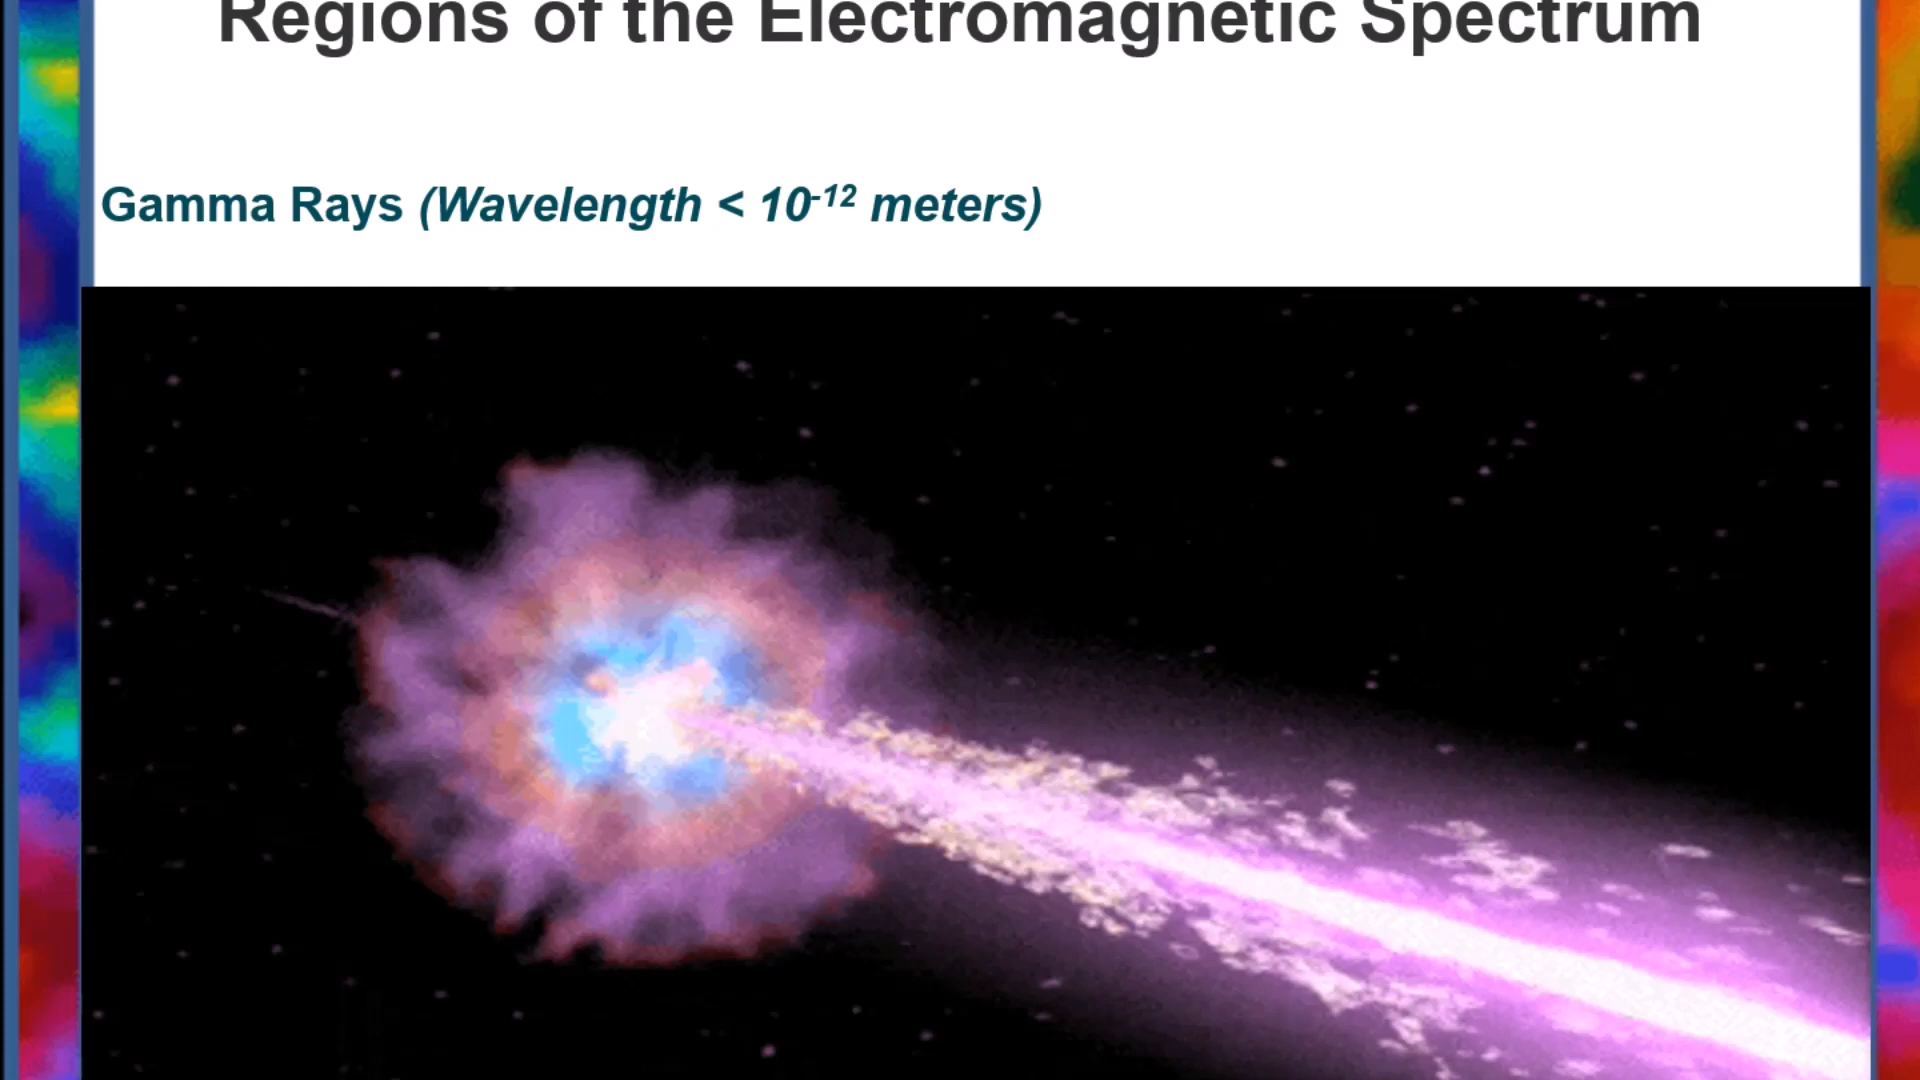 Regions of the Electromagnetic Spectrum
Gamma Rays (Wavelength < 10⁻¹² meters)